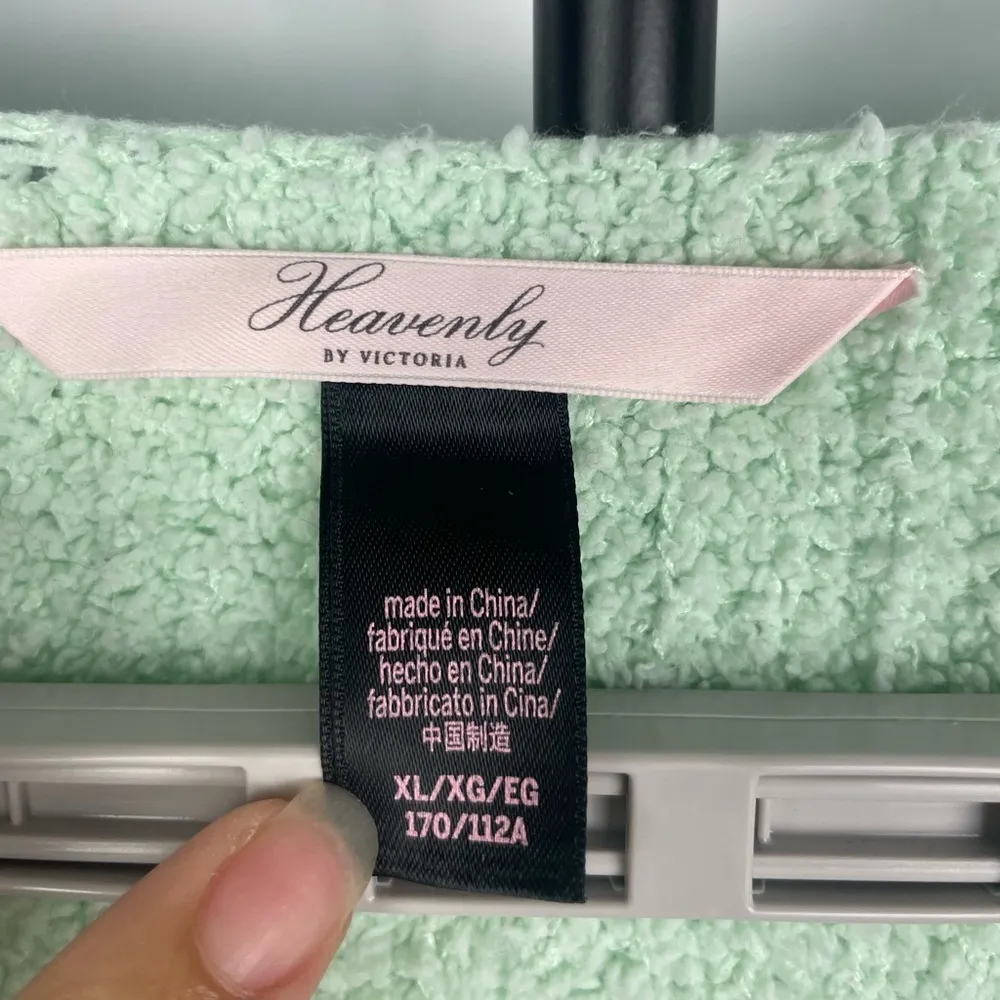 Heavenly
BY VICTORIA
made in China/
fabriqué en Chine/
hecho en China/
fabbricato in Cina/
中国制造
XL/XG/EG
170/112A